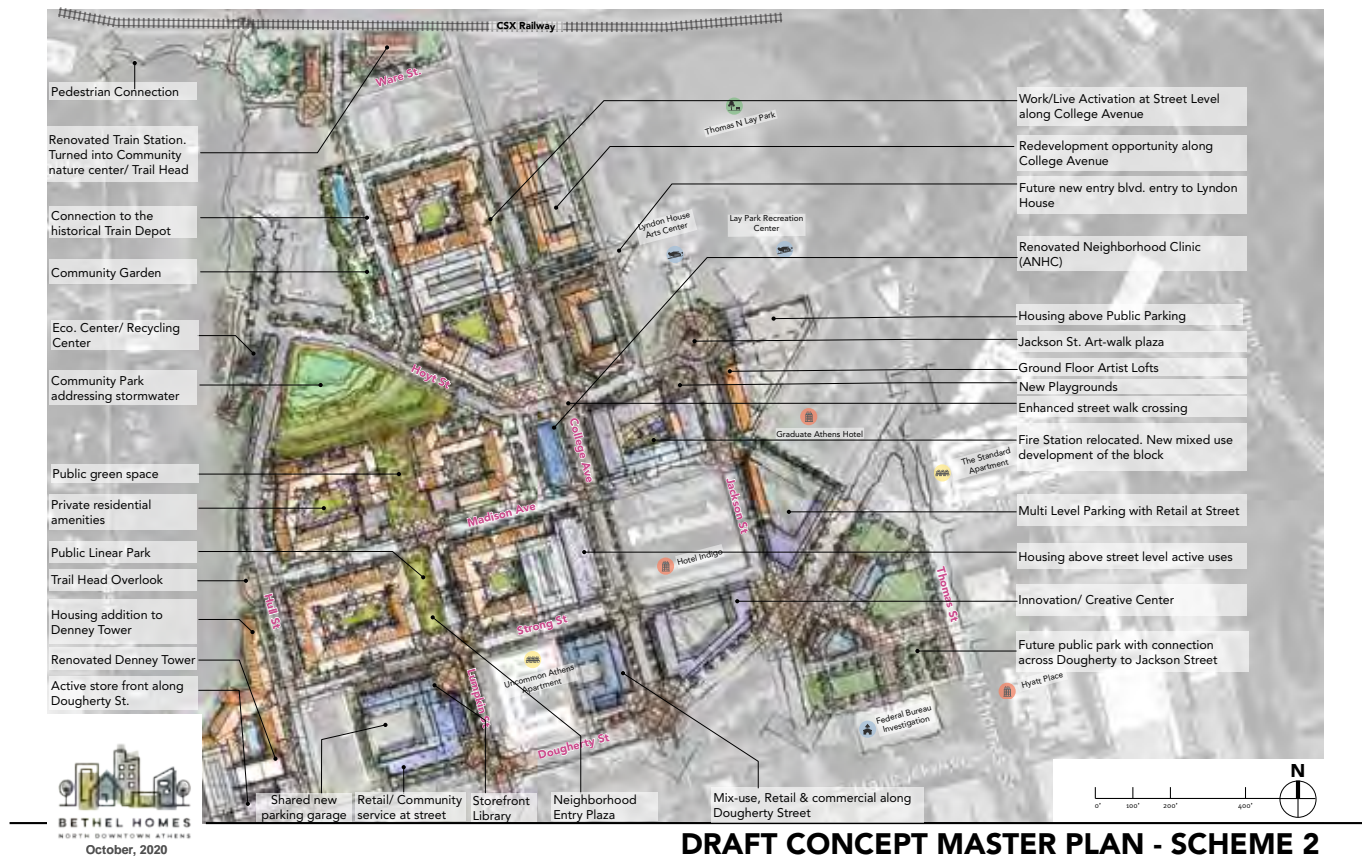 CSX Railway
Pedestrian Connection
Renovated Train Station.
Turned into Community
nature center/ Trail Head
Connection to the
historical Train Depot
Community Garden
Eco. Center/ Recycling
Center
Community Park
addressing stormwater
Public green space
Private residential
amenities
Public Linear Park
Trail Head Overlook
Housing addition to
Denney Tower
Renovated Denney Tower
Active store front along
Dougherty St.
Ware St.
Thomas N Lay Park
Lyndon House
Arts Center
Lay Park Recreation
Center
Hoyt St
College Ave
Graduate Athens Hotel
The Standard
Apartment
Madison Ave
Jackson St
Hotel Indigo
Hull St
Strong St
Thomas St
Uncommon Athens
Apartment
Lumpkin St
Dougherty St
Hyatt Place
Federal Bureau
Investigation
Work/Live Activation at Street Level
along College Avenue
Redevelopment opportunity along
College Avenue
Future new entry blvd. entry to Lyndon
House
Renovated Neighborhood Clinic
(ANHC)
Housing above Public Parking
Jackson St. Art-walk plaza
Ground Floor Artist Lofts
New Playgrounds
Enhanced street walk crossing
Fire Station relocated. New mixed use
development of the block
Multi Level Parking with Retail at Street
Housing above street level active uses
Innovation/ Creative Center
Future public park with connection
across Dougherty to Jackson Street
Shared new
parking garage
Retail/ Community
service at street
Storefront
Library
Neighborhood
Entry Plaza
Mix-use, Retail & commercial along
Dougherty Street
N
0' 100' 200' 400'
BETHEL HOMES
NORTH DOWNTOWN ATHENS
October, 2020
DRAFT CONCEPT MASTER PLAN - SCHEME 2